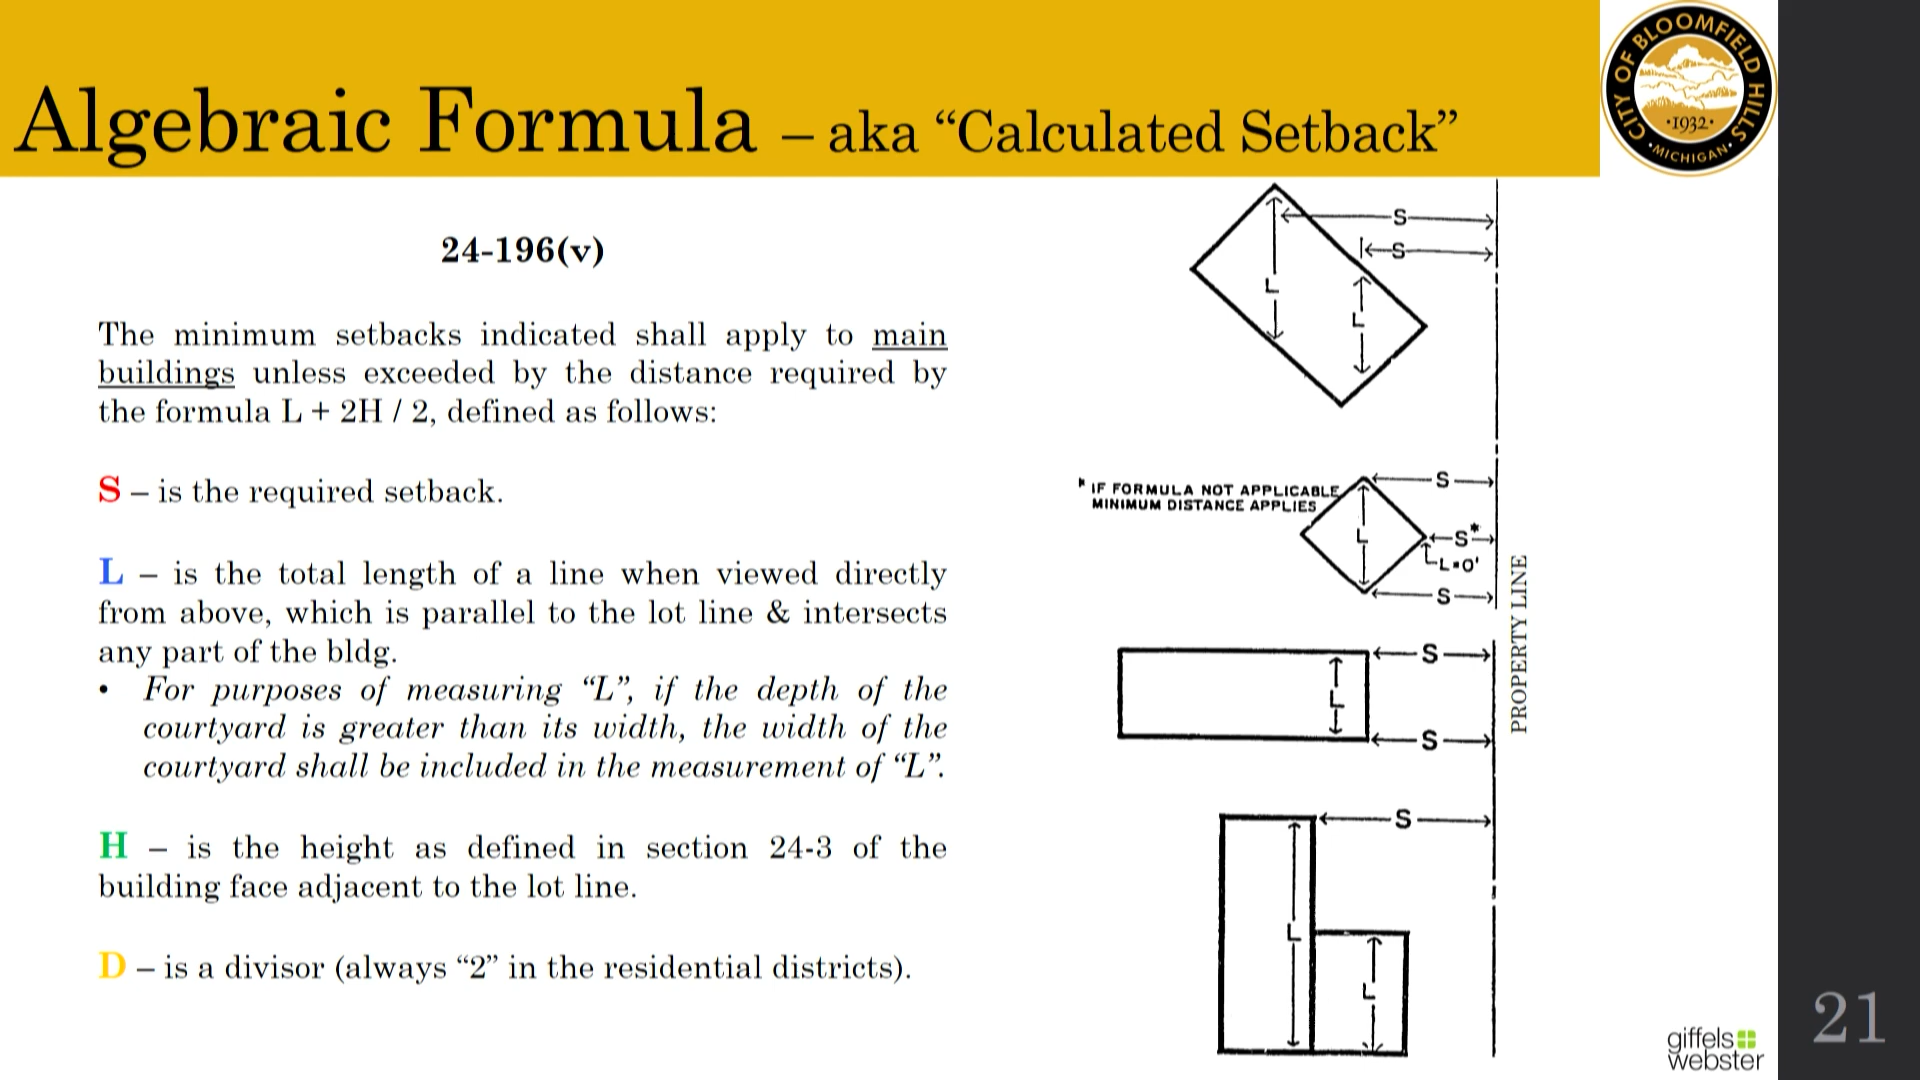 Algebraic Formula – aka “Calculated Setback”
CITY OF BLOOMFIELD HILLS
•1932•
•MICHIGAN•
24-196(v)
The minimum setbacks indicated shall apply to main
buildings unless exceeded by the distance required by
the formula L + 2H / 2, defined as follows:
S – is the required setback.
L – is the total length of a line when viewed directly
from above, which is parallel to the lot line & intersects
any part of the bldg.
• For purposes of measuring “L”, if the depth of the
courtyard is greater than its width, the width of the
courtyard shall be included in the measurement of “L”.
H – is the height as defined in section 24-3 of the
building face adjacent to the lot line.
D – is a divisor (always “2” in the residential districts).
S
S
L
L
* IF FORMULA NOT APPLICABLE
MINIMUM DISTANCE APPLIES
S
L
S*
L=0'
S
PROPERTY LINE
S
L
S
S
L
L
giffels
webster
21